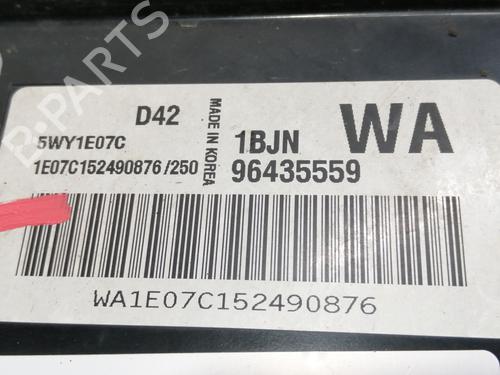 D42
5WY1E07C
1E07C152490876/250
MADE IN KOREA
1BJN
WA
96435559
WA1E07C152490876
B-PARTS